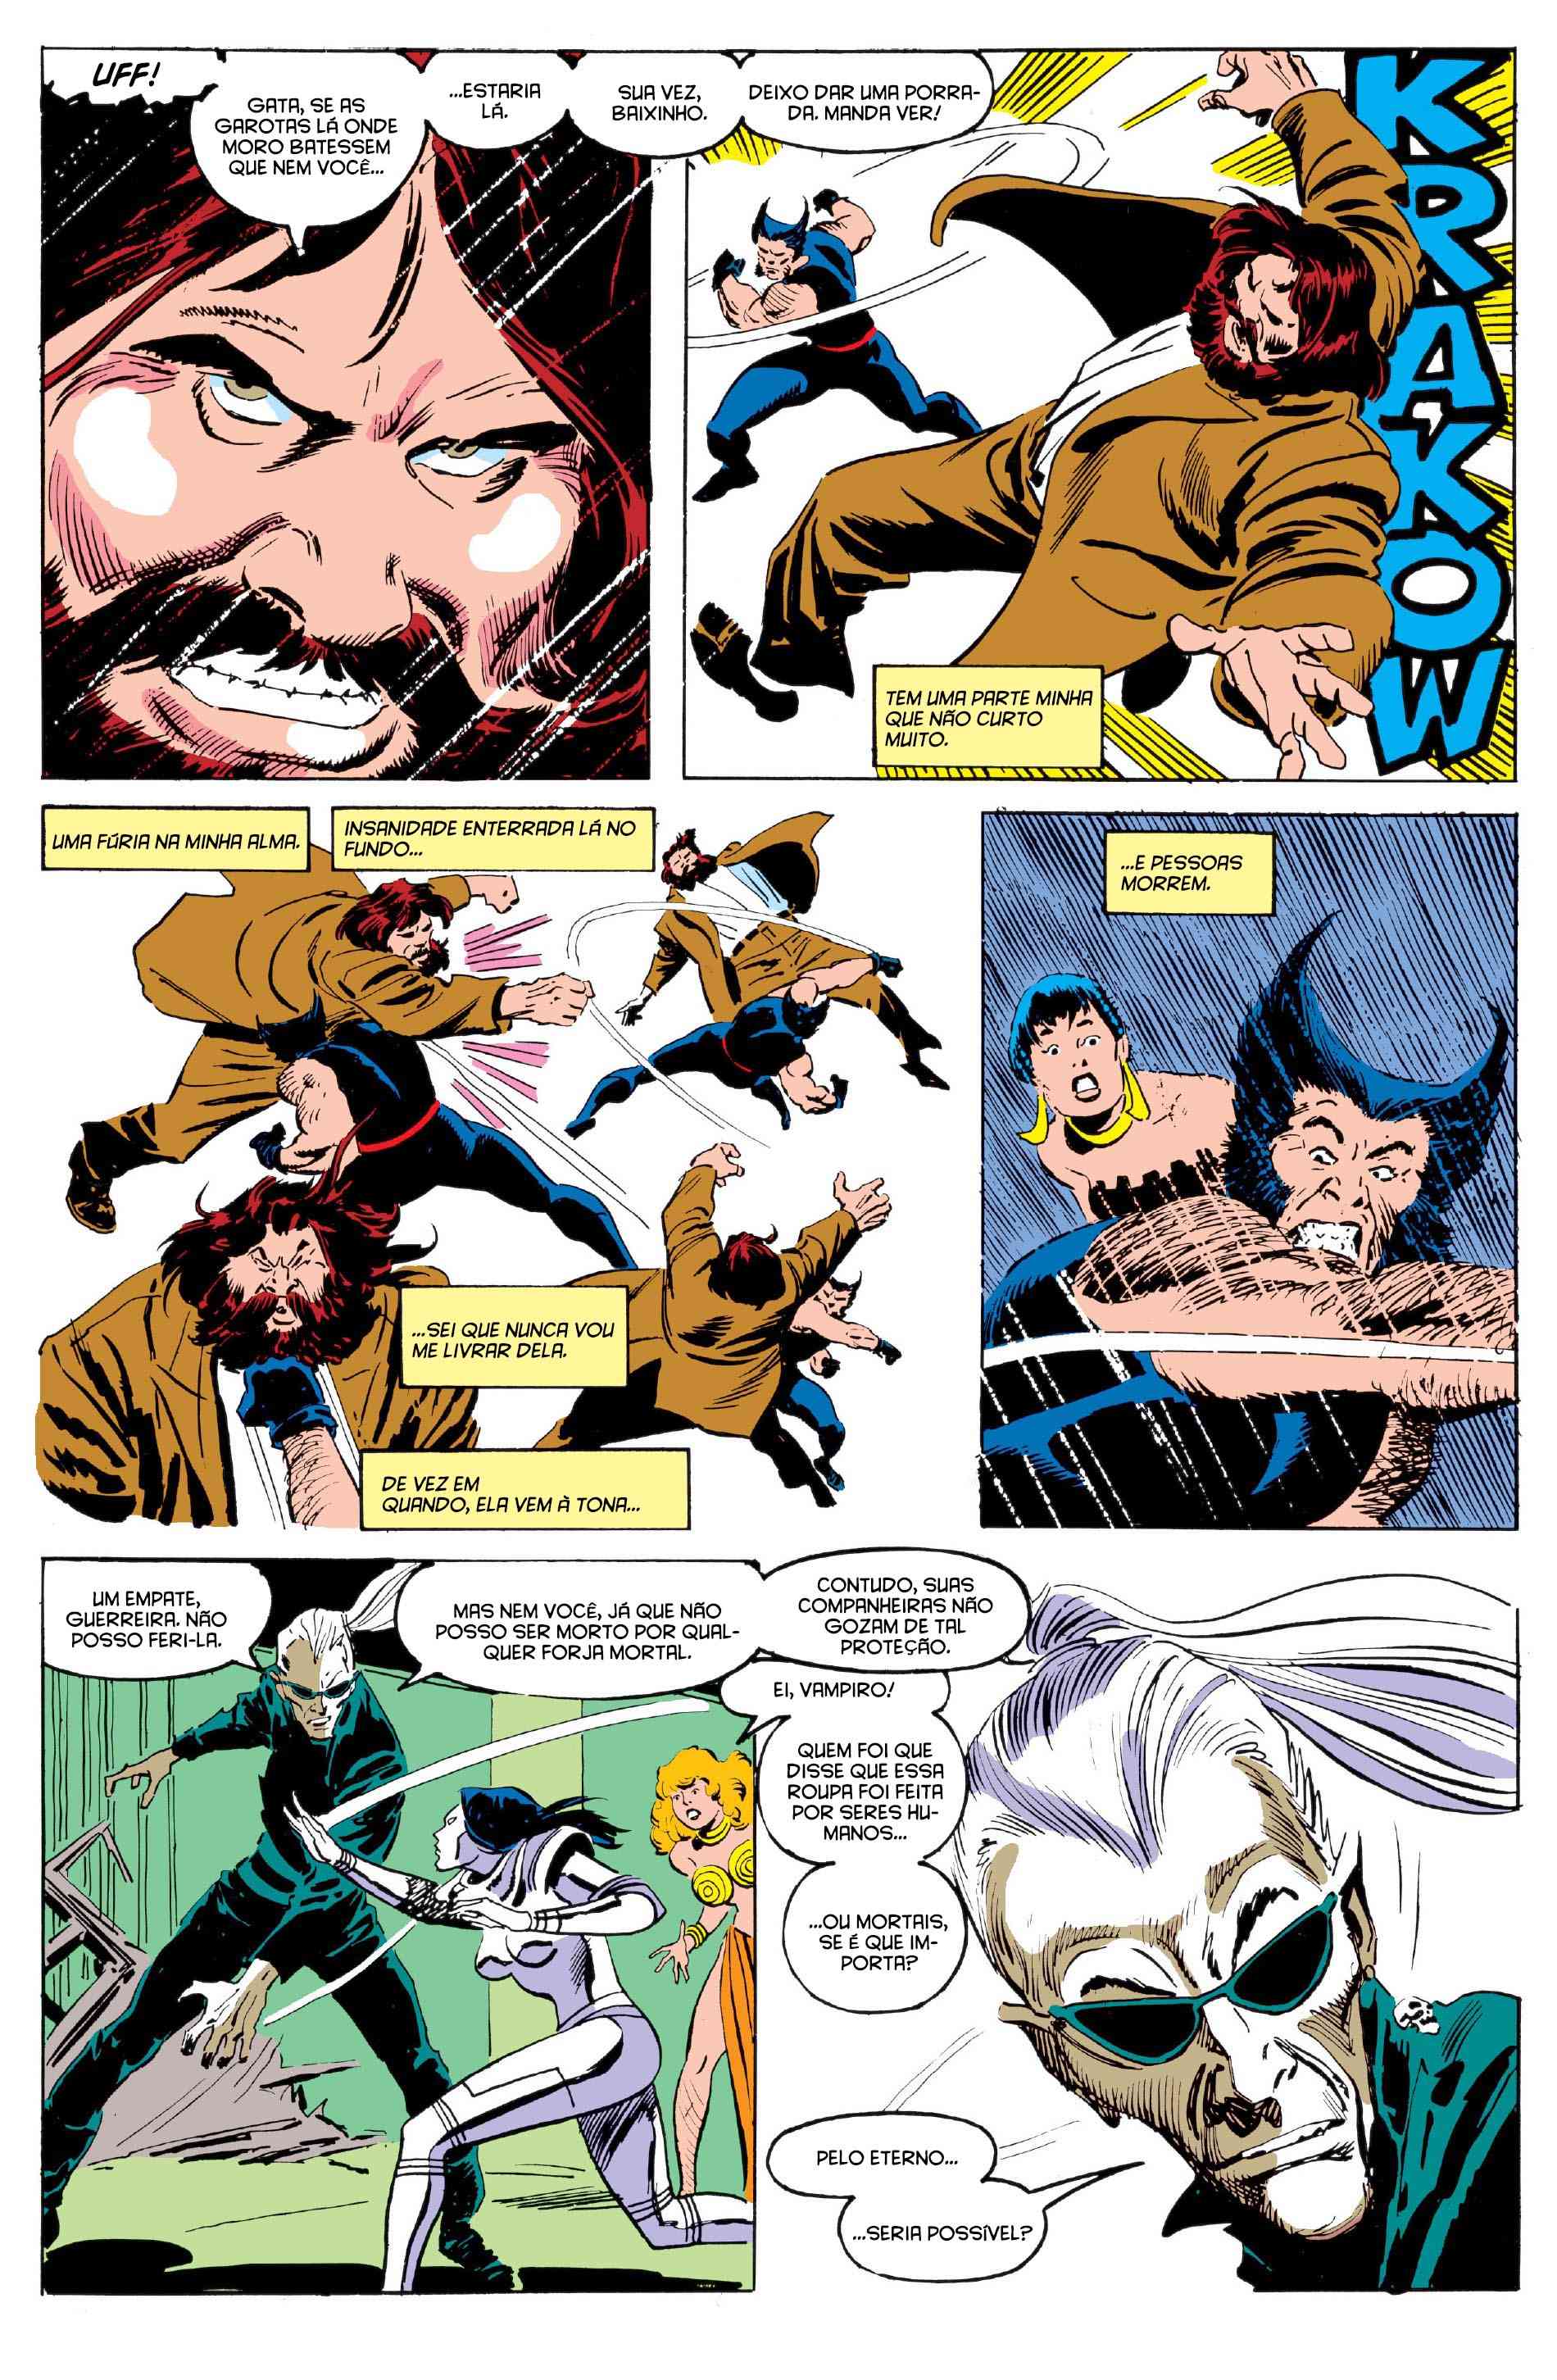 UFF!
GATA, SE AS
GAROTAS LÁ ONDE
MORO BATESSEM
QUE NEM VOCÊ...
...ESTARIA
LÁ.
SUA VEZ,
BAIXINHO.
DEIXO DAR UMA PORRA-
DA. MANDA VER!
KRAKOW
TEM UMA PARTE MINHA
QUE NÃO CURTO
MUITO.
UMA FÚRIA NA MINHA ALMA.
INSANIDADE ENTERRADA LÁ NO
FUNDO...
...SEI QUE NUNCA VOU
ME LIVRAR DELA.
DE VEZ EM
QUANDO, ELA VEM À TONA...
...E PESSOAS
MORREM.
UM EMPATE,
GUERREIRA. NÃO
POSSO FERI-LA.
MAS NEM VOCÊ, JÁ QUE NÃO
POSSO SER MORTO POR QUAL-
QUER FORJA MORTAL.
CONTUDO, SUAS
COMPANHEIRAS NÃO
GOZAM DE TAL
PROTEÇÃO.
EI, VAMPIRO!
QUEM FOI QUE
DISSE QUE ESSA
ROUPA FOI FEITA
POR SERES HU-
MANOS...
...OU MORTAIS,
SE É QUE IM-
PORTA?
PELO ETERNO...
...SERIA POSSÍVEL?